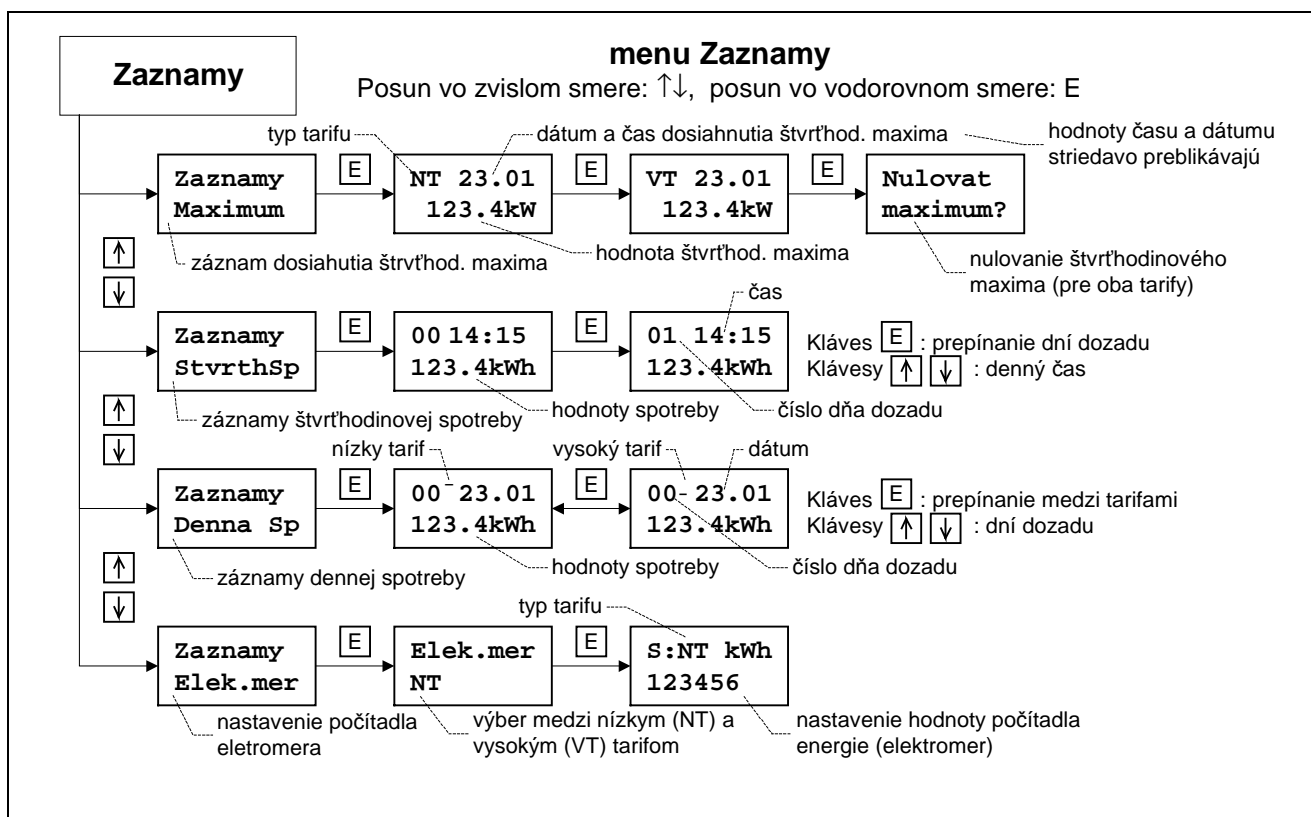 Zaznamy
menu Zaznamy
Posun vo zvislom smere: ↑↓, posun vo vodorovnom smere: E
typ tarifu
dátum a čas dosiahnutia štvrťhod. maxima
hodnoty času a dátumu
striedavo preblikávajú
Zaznamy
Maximum
E
NT 23.01
123.4kW
E
VT 23.01
123.4kW
E
Nulovat
maximum?
↑
↓
záznam dosiahutia štrvťhod. maxima
hodnota štvrťhod. maxima
nulovanie štvrťhodinového
maxima (pre oba tarify)
čas
Zaznamy
StvrthSp
E
00 14:15
123.4kWh
E
01 14:15
123.4kWh
Kláves E : prepínanie dní dozadu
Klávesy ↑ ↓ : denný čas
↑
↓
záznamy štvrťhodinovej spotreby
hodnoty spotreby
číslo dňa dozadu
nízky tarif
vysoký tarif
dátum
Zaznamy
Denna Sp
E
00¯23.01
123.4kWh
E
00-23.01
123.4kWh
Kláves E : prepínanie medzi tarifami
Klávesy ↑ ↓ : dní dozadu
↑
↓
záznamy dennej spotreby
hodnoty spotreby
číslo dňa dozadu
typ tarifu
Zaznamy
Elek.mer
E
Elek.mer
NT
E
S:NT kWh
123456
nastavenie počítadla
eletromera
výber medzi nízkym (NT) a
vysokým (VT) tarifom
nastavenie hodnoty počítadla
energie (elektromer)